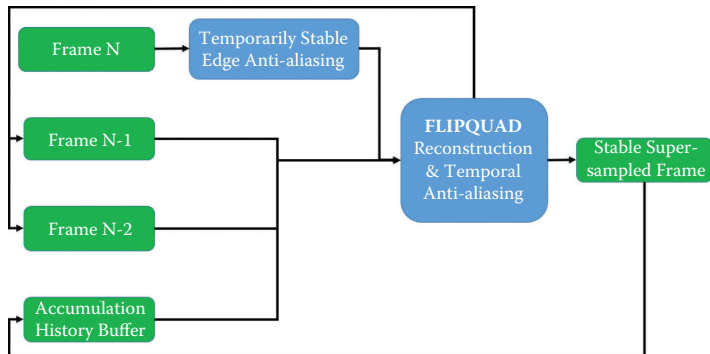 Frame N
Temporarily Stable
Edge Anti-aliasing
Frame N-1
FLIPQUAD
Reconstruction
& Temporal
Anti-aliasing
Stable Super-
sampled Frame
Frame N-2
Accumulation
History Buffer